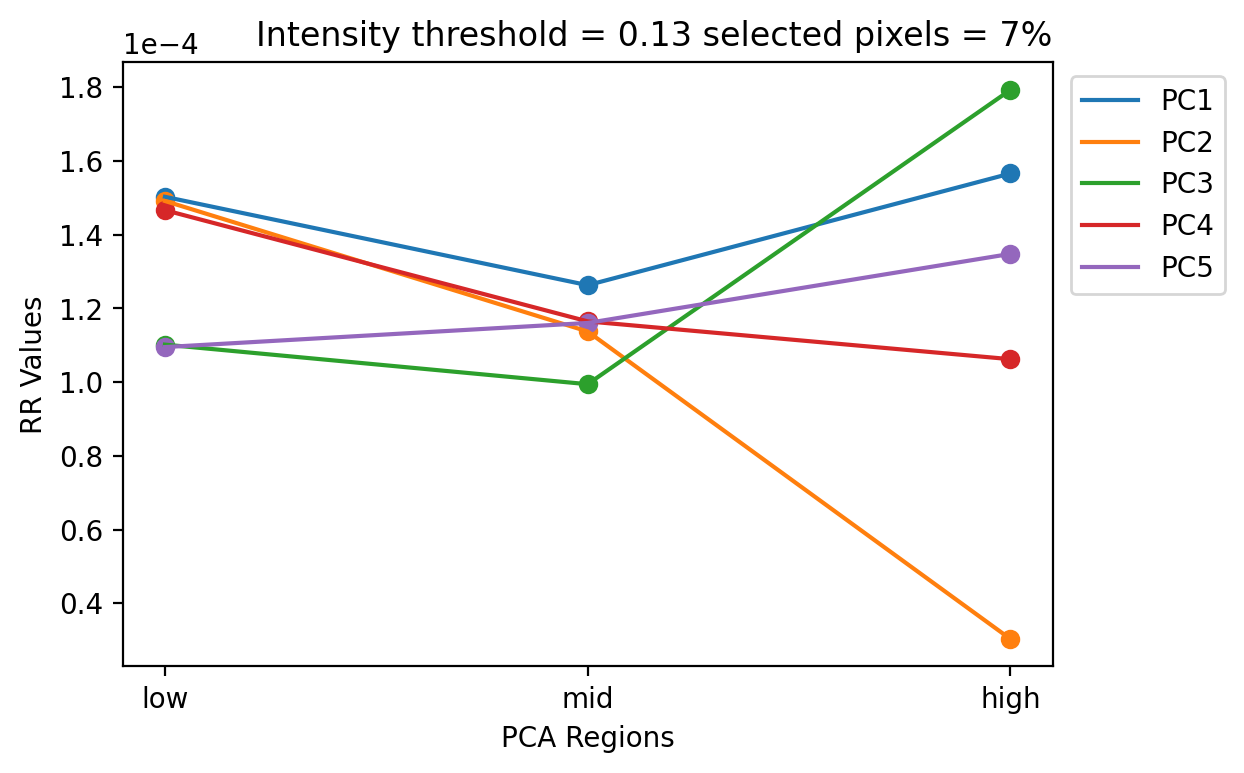 Intensity threshold = 0.13 selected pixels = 7%
1e−4
1.8
1.6
1.4
1.2
1.0
0.8
0.6
0.4
RR Values
low
mid
high
PCA Regions
PC1
PC2
PC3
PC4
PC5